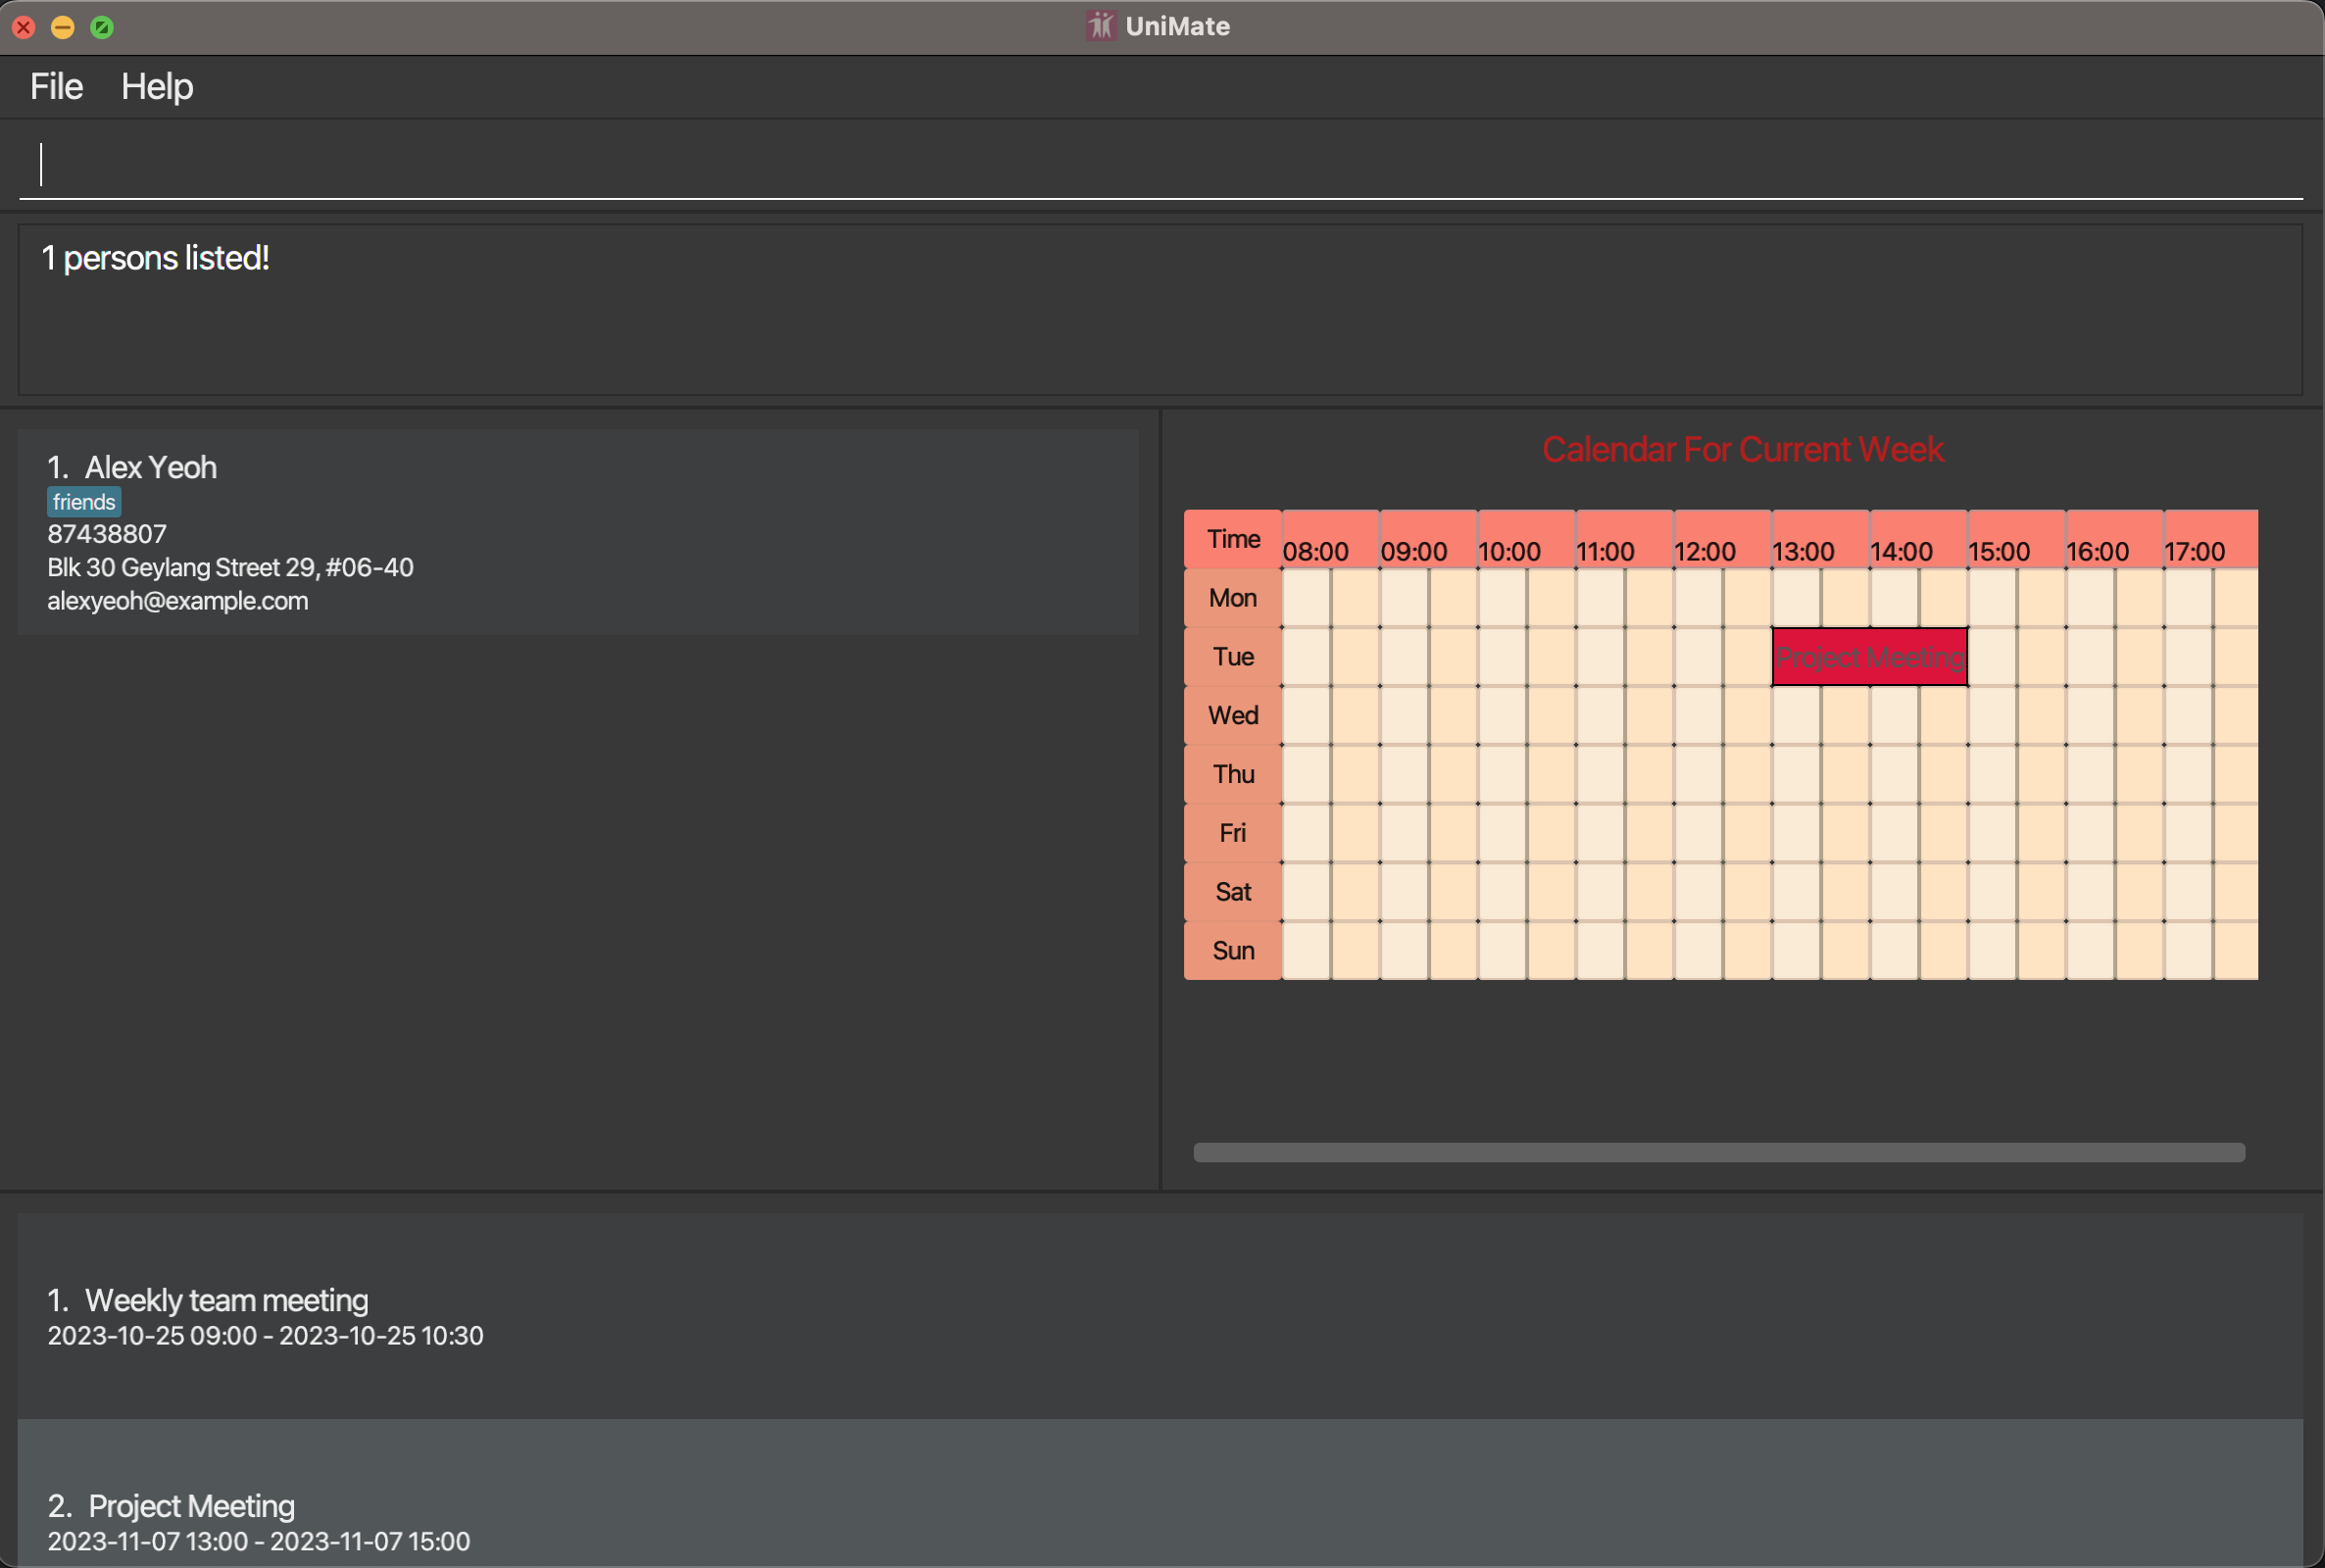 UniMate
File Help
1 persons listed!
1. Alex Yeoh
friends
87438807
Blk 30 Geylang Street 29, #06-40
alexyeoh@example.com
Calendar For Current Week
Time 08:00 09:00 10:00 11:00 12:00 13:00 14:00 15:00 16:00 17:00
Mon
Tue Project Meeting
Wed
Thu
Fri
Sat
Sun
1. Weekly team meeting
2023-10-25 09:00 - 2023-10-25 10:30
2. Project Meeting
2023-11-07 13:00 - 2023-11-07 15:00